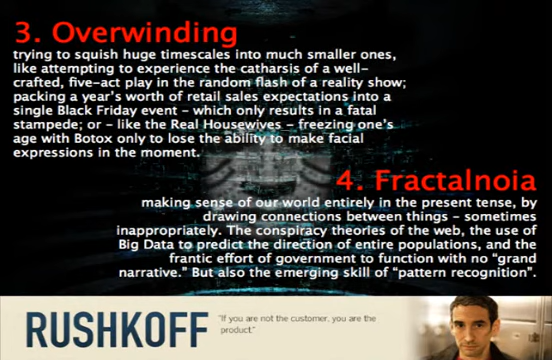 3. Overwinding
trying to squish huge timescales into much smaller ones,
like attempting to experience the catharsis of a well-
crafted, five-act play in the random flash of a reality show;
packing a year's worth of retail sales expectations into a
single Black Friday event - which only results in a fatal
stampede; or - like the Real Housewives - freezing one's
age with Botox only to lose the ability to make facial
expressions in the moment.
4. Fractalnoia
making sense of our world entirely in the present tense, by
drawing connections between things - sometimes
inappropriately. The conspiracy theories of the web, the use of
Big Data to predict the direction of entire populations, and the
frantic effort of government to function with no "grand
narrative." But also the emerging skill of "pattern recognition".
RUSHKOFF
"If you are not the customer, you are the
product."